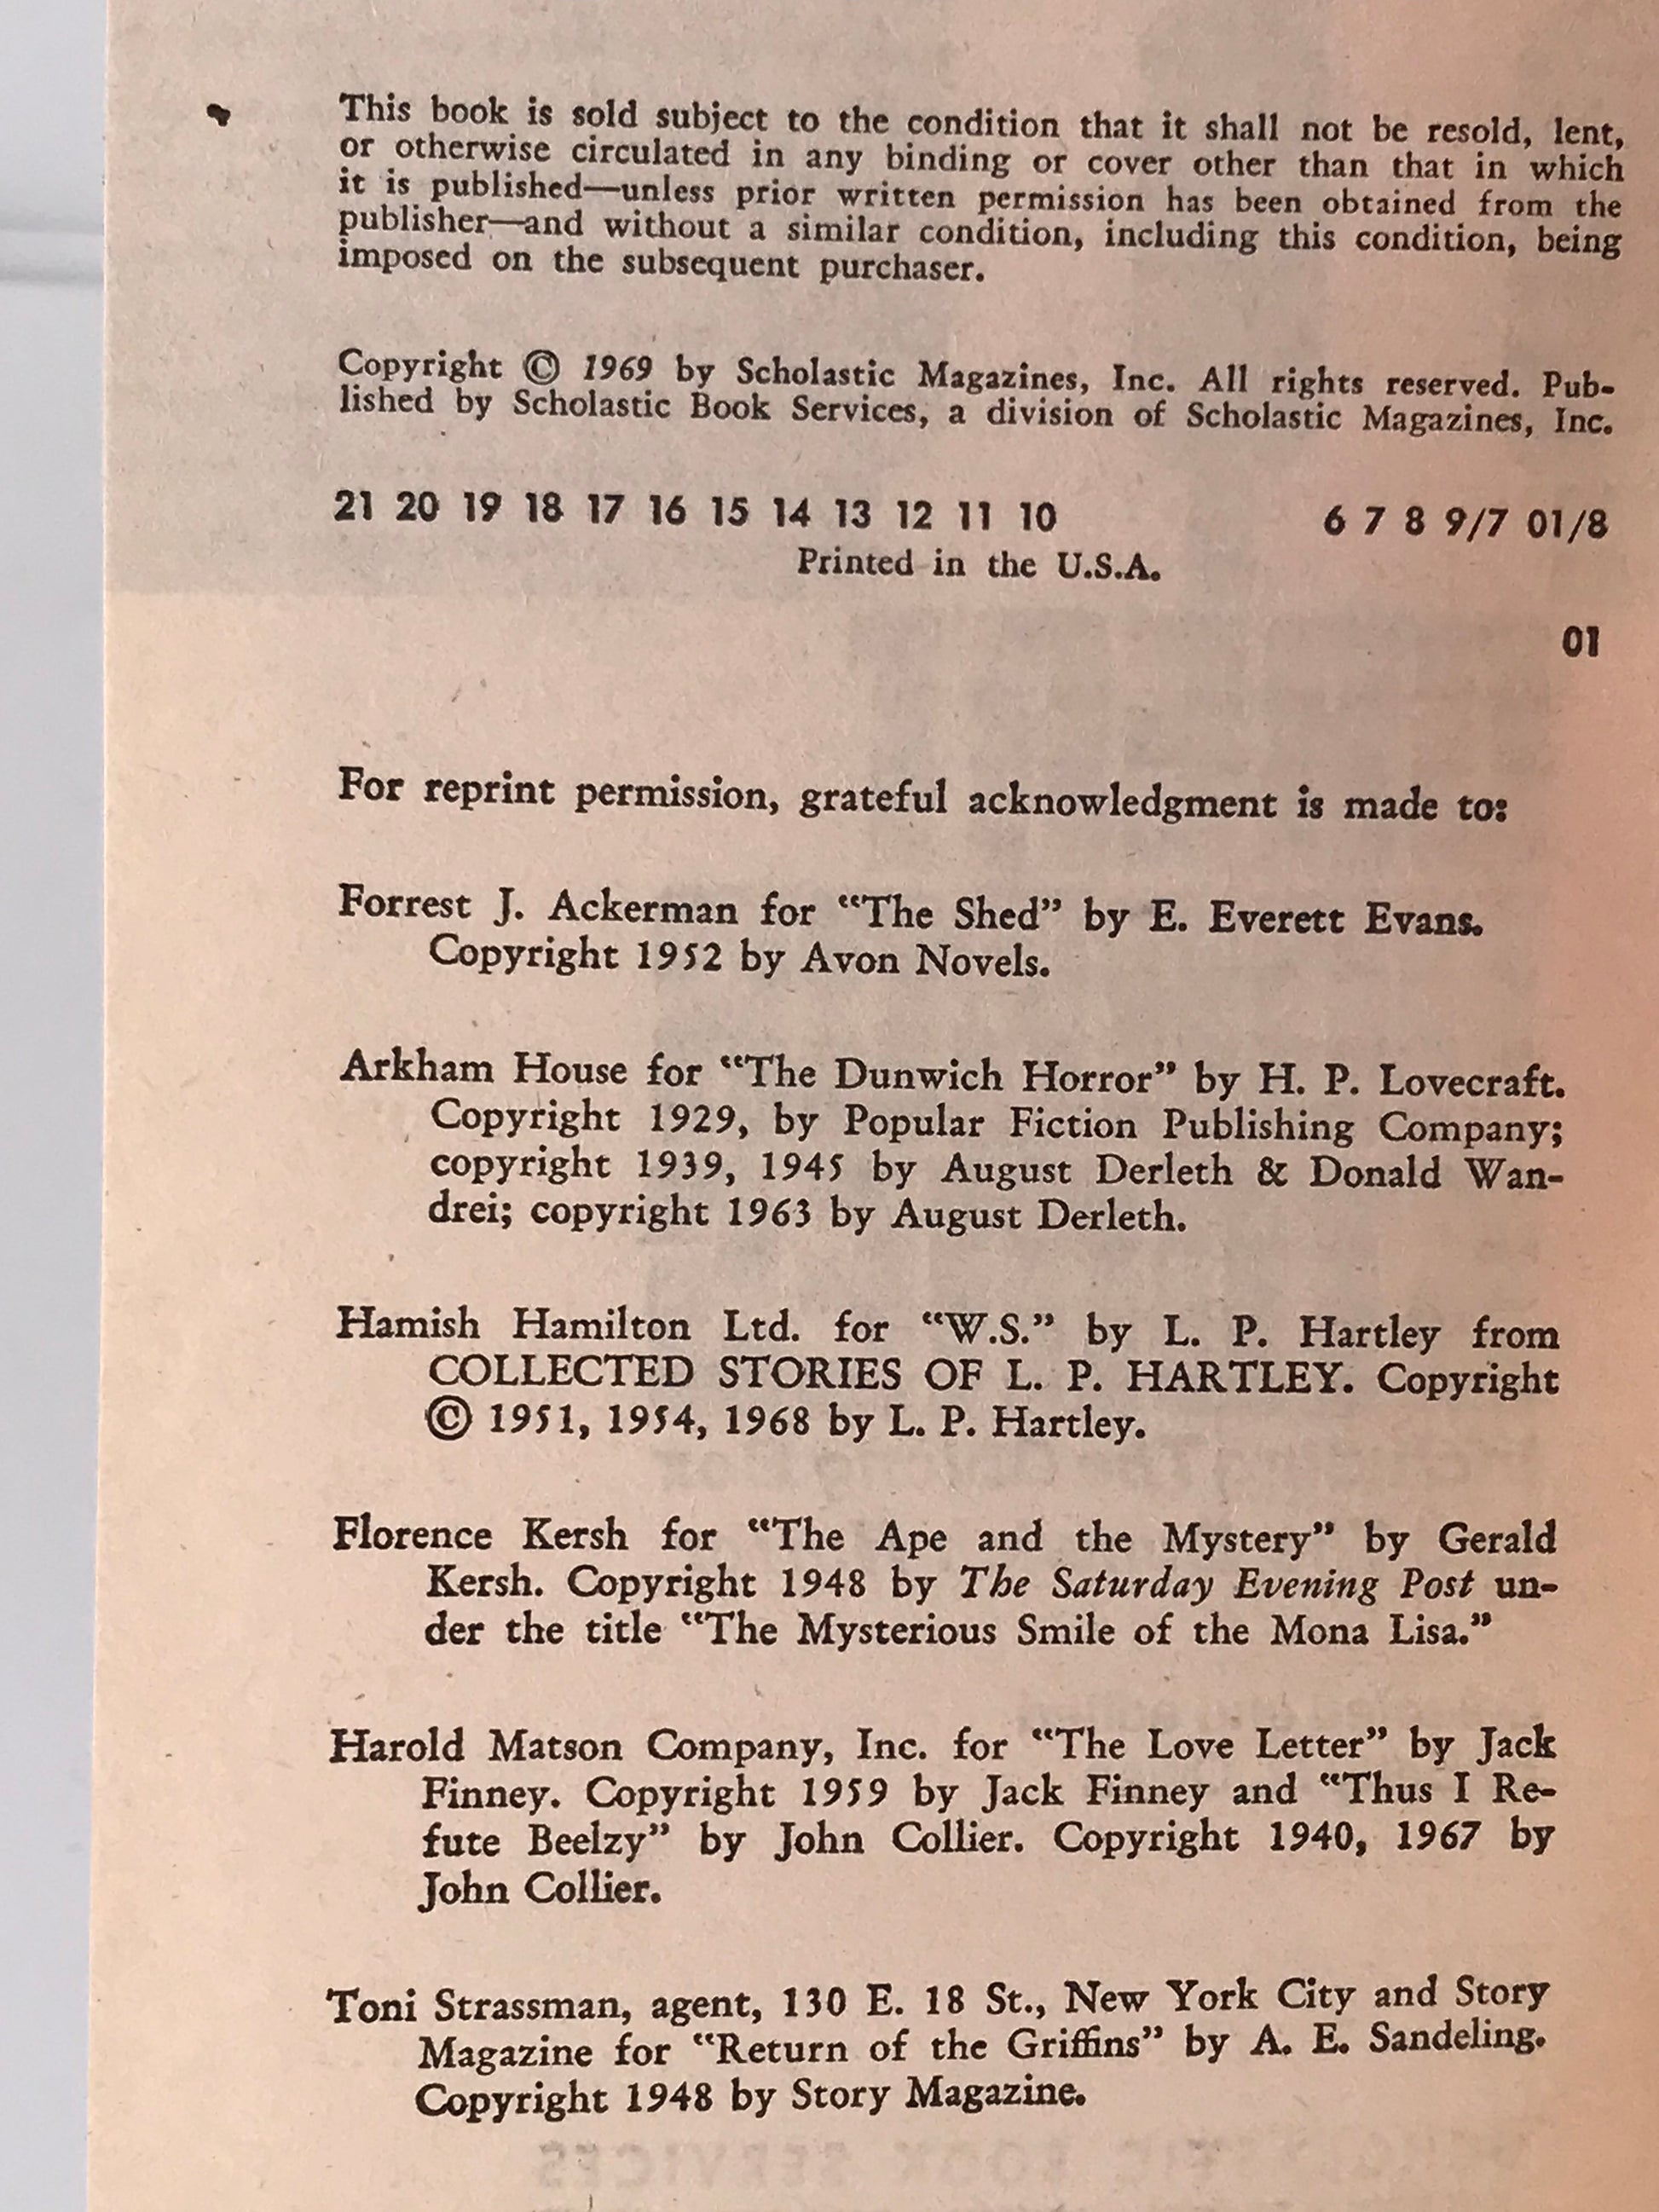 This book is sold subject to the condition that it shall not be resold, lent,
or otherwise circulated in any binding or cover other than that in which
it is published—unless prior written permission has been obtained from the
publisher—and without a similar condition, including this condition, being
imposed on the subsequent purchaser.
Copyright © 1969 by Scholastic Magazines, Inc. All rights reserved. Pub-
lished by Scholastic Book Services, a division of Scholastic Magazines, Inc.
21 20 19 18 17 16 15 14 13 12 11 10 6 7 8 9/7 01/8
Printed in the U.S.A.
01
For reprint permission, grateful acknowledgment is made to:
Forrest J. Ackerman for “The Shed” by E. Everett Evans.
Copyright 1952 by Avon Novels.
Arkham House for “The Dunwich Horror” by H. P. Lovecraft.
Copyright 1929, by Popular Fiction Publishing Company;
copyright 1939, 1945 by August Derleth & Donald Wan-
drei; copyright 1963 by August Derleth.
Hamish Hamilton Ltd. for “W.S.” by L. P. Hartley from
COLLECTED STORIES OF L. P. HARTLEY. Copyright
© 1951, 1954, 1968 by L. P. Hartley.
Florence Kersh for “The Ape and the Mystery” by Gerald
Kersh. Copyright 1948 by The Saturday Evening Post un-
der the title “The Mysterious Smile of the Mona Lisa.”
Harold Matson Company, Inc. for “The Love Letter” by Jack
Finney. Copyright 1959 by Jack Finney and “Thus I Re-
fute Beelzy” by John Collier. Copyright 1940, 1967 by
John Collier.
Toni Strassman, agent, 130 E. 18 St., New York City and Story
Magazine for “Return of the Griffins” by A. E. Sandeling.
Copyright 1948 by Story Magazine.